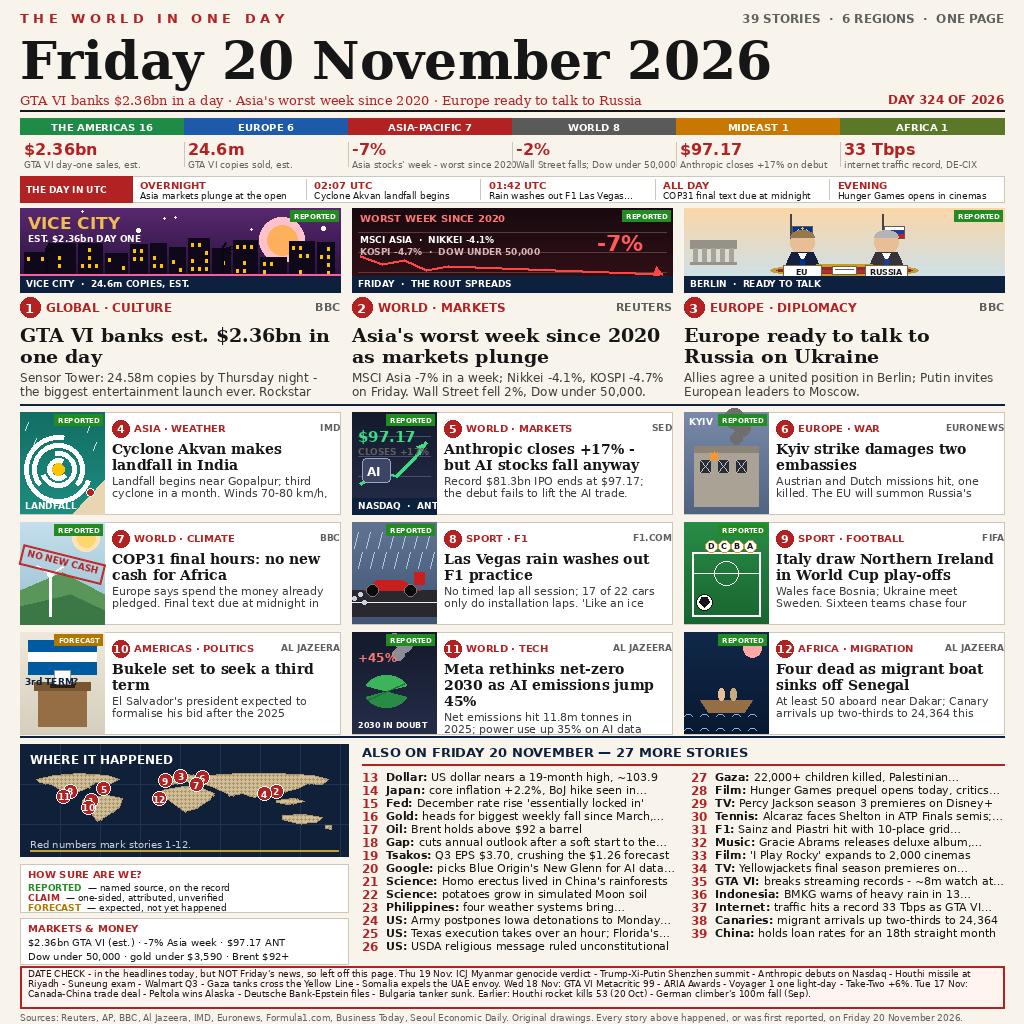 THE WORLD IN ONE DAY
39 STORIES · 6 REGIONS · ONE PAGE
Friday 20 November 2026
GTA VI banks $2.36bn in a day · Asia's worst week since 2020 · Europe ready to talk to Russia
DAY 324 OF 2026
THE AMERICAS 16
EUROPE 6
ASIA-PACIFIC 7
WORLD 8
MIDEAST 1
AFRICA 1
$2.36bn
24.6m
-7%
-2%
$97.17
33 Tbps
GTA VI day-one sales, est.
GTA VI copies sold, est.
Asia stocks' week - worst since 2020
Wall Street falls; Dow under 50,000
Anthropic closes +17% on debut
internet traffic record, DE-CIX
THE DAY IN UTC
OVERNIGHT
Asia markets plunge at the open
02:07 UTC
Cyclone Akvan landfall begins
01:42 UTC
Rain washes out F1 Las Vegas...
ALL DAY
COP31 final text due at midnight
EVENING
Hunger Games opens in cinemas
VICE CITY
EST. $2.36bn DAY ONE
REPORTED
VICE CITY · 24.6m COPIES, EST.
WORST WEEK SINCE 2020
REPORTED
MSCI ASIA · NIKKEI -4.1%
KOSPI -4.7% · DOW UNDER 50,000
-7%
FRIDAY · THE ROUT SPREADS
REPORTED
EU
RUSSIA
BERLIN · READY TO TALK
1 GLOBAL · CULTURE
BBC
GTA VI banks est. $2.36bn in
one day
Sensor Tower: 24.58m copies by Thursday night -
the biggest entertainment launch ever. Rockstar
2 WORLD · MARKETS
REUTERS
Asia's worst week since 2020
as markets plunge
MSCI Asia -7% in a week; Nikkei -4.1%, KOSPI -4.7%
on Friday. Wall Street fell 2%, Dow under 50,000.
3 EUROPE · DIPLOMACY
BBC
Europe ready to talk to
Russia on Ukraine
Allies agree a united position in Berlin; Putin invites
European leaders to Moscow.
REPORTED
LANDFALL
4 ASIA · WEATHER
IMD
Cyclone Akvan makes
landfall in India
Landfall begins near Gopalpur; third
cyclone in a month. Winds 70-80 km/h,
REPORTED
$97.17
CLOSES +17%
AI
NASDAQ · ANT
5 WORLD · MARKETS
SED
Anthropic closes +17% -
but AI stocks fall anyway
Record $81.3bn IPO ends at $97.17;
the debut fails to lift the AI trade.
KYIV
REPORTED
6 EUROPE · WAR
EURONEWS
Kyiv strike damages two
embassies
Austrian and Dutch missions hit, one
killed. The EU will summon Russia's
REPORTED
NO NEW CASH
7 WORLD · CLIMATE
BBC
COP31 final hours: no new
cash for Africa
Europe says spend the money already
pledged. Final text due at midnight in
REPORTED
8 SPORT · F1
F1.COM
Las Vegas rain washes out
F1 practice
No timed lap all session; 17 of 22 cars
only do installation laps. 'Like an ice
REPORTED
D C B A
9 SPORT · FOOTBALL
FIFA
Italy draw Northern Ireland
in World Cup play-offs
Wales face Bosnia; Ukraine meet
Sweden. Sixteen teams chase four
FORECAST
3rd TERM?
10 AMERICAS · POLITICS
AL JAZEERA
Bukele set to seek a third
term
El Salvador's president expected to
formalise his bid after the 2025
REPORTED
+45%
2030 IN DOUBT
11 WORLD · TECH
AL JAZEERA
Meta rethinks net-zero
2030 as AI emissions jump
45%
Net emissions hit 11.8m tonnes in
2025; power use up 35% on AI data
REPORTED
12 AFRICA · MIGRATION
AL JAZEERA
Four dead as migrant boat
sinks off Senegal
At least 50 aboard near Dakar; Canary
arrivals up two-thirds to 24,364 this
WHERE IT HAPPENED
9 3 7 5 4 2 12 11 10
Red numbers mark stories 1-12.
HOW SURE ARE WE?
REPORTED — named source, on the record
CLAIM — one-sided, attributed, unverified
FORECAST — expected, not yet happened
MARKETS & MONEY
$2.36bn GTA VI (est.) · -7% Asia week · $97.17 ANT
Dow under 50,000 · gold under $3,590 · Brent $92+
ALSO ON FRIDAY 20 NOVEMBER — 27 MORE STORIES
13 Dollar: US dollar nears a 19-month high, ~103.9
14 Japan: core inflation +2.2%, BoJ hike seen in...
15 Fed: December rate rise 'essentially locked in'
16 Gold: heads for biggest weekly fall since March,...
17 Oil: Brent holds above $92 a barrel
18 Gap: cuts annual outlook after a soft start to the...
19 Tsakos: Q3 EPS $3.70, crushing the $1.26 forecast
20 Google: picks Blue Origin's New Glenn for AI data...
21 Science: Homo erectus lived in China's rainforests
22 Science: potatoes grow in simulated Moon soil
23 Philippines: four weather systems bring...
24 US: Army postpones Iowa detonations to Monday...
25 US: Texas execution takes over an hour; Florida's...
26 US: USDA religious message ruled unconstitutional
27 Gaza: 22,000+ children killed, Palestinian...
28 Film: Hunger Games prequel opens today, critics...
29 TV: Percy Jackson season 3 premieres on Disney+
30 Tennis: Alcaraz faces Shelton in ATP Finals semis;...
31 F1: Sainz and Piastri hit with 10-place grid...
32 Music: Gracie Abrams releases deluxe album,...
33 Film: 'I Play Rocky' expands to 2,000 cinemas
34 TV: Yellowjackets final season premieres on...
35 GTA VI: breaks streaming records - ~8m watch at...
36 Indonesia: BMKG warns of heavy rain in 13...
37 Internet: traffic hits a record 33 Tbps as GTA VI...
38 Canaries: migrant arrivals up two-thirds to 24,364
39 China: holds loan rates for an 18th straight month
DATE CHECK - in the headlines today, but NOT Friday's news, so left off this page. Thu 19 Nov: ICJ Myanmar genocide verdict - Trump-Xi-Putin Shenzhen summit - Anthropic debuts on Nasdaq - Houthi missile at
Riyadh - Suneung exam - Walmart Q3 - Gaza tanks cross the Yellow Line - Somalia expels the UAE envoy. Wed 18 Nov: GTA VI Metacritic 99 - ARIA Awards - Voyager 1 one light-day - Take-Two +6%. Tue 17 Nov:
Canada-China trade deal - Peltola wins Alaska - Deutsche Bank-Epstein files - Bulgaria tanker sunk. Earlier: Houthi rocket kills 53 (20 Oct) - German climber's 100m fall (Sep).
Sources: Reuters, AP, BBC, Al Jazeera, IMD, Euronews, Formula1.com, Business Today, Seoul Economic Daily. Original drawings. Every story above happened, or was first reported, on Friday 20 November 2026.